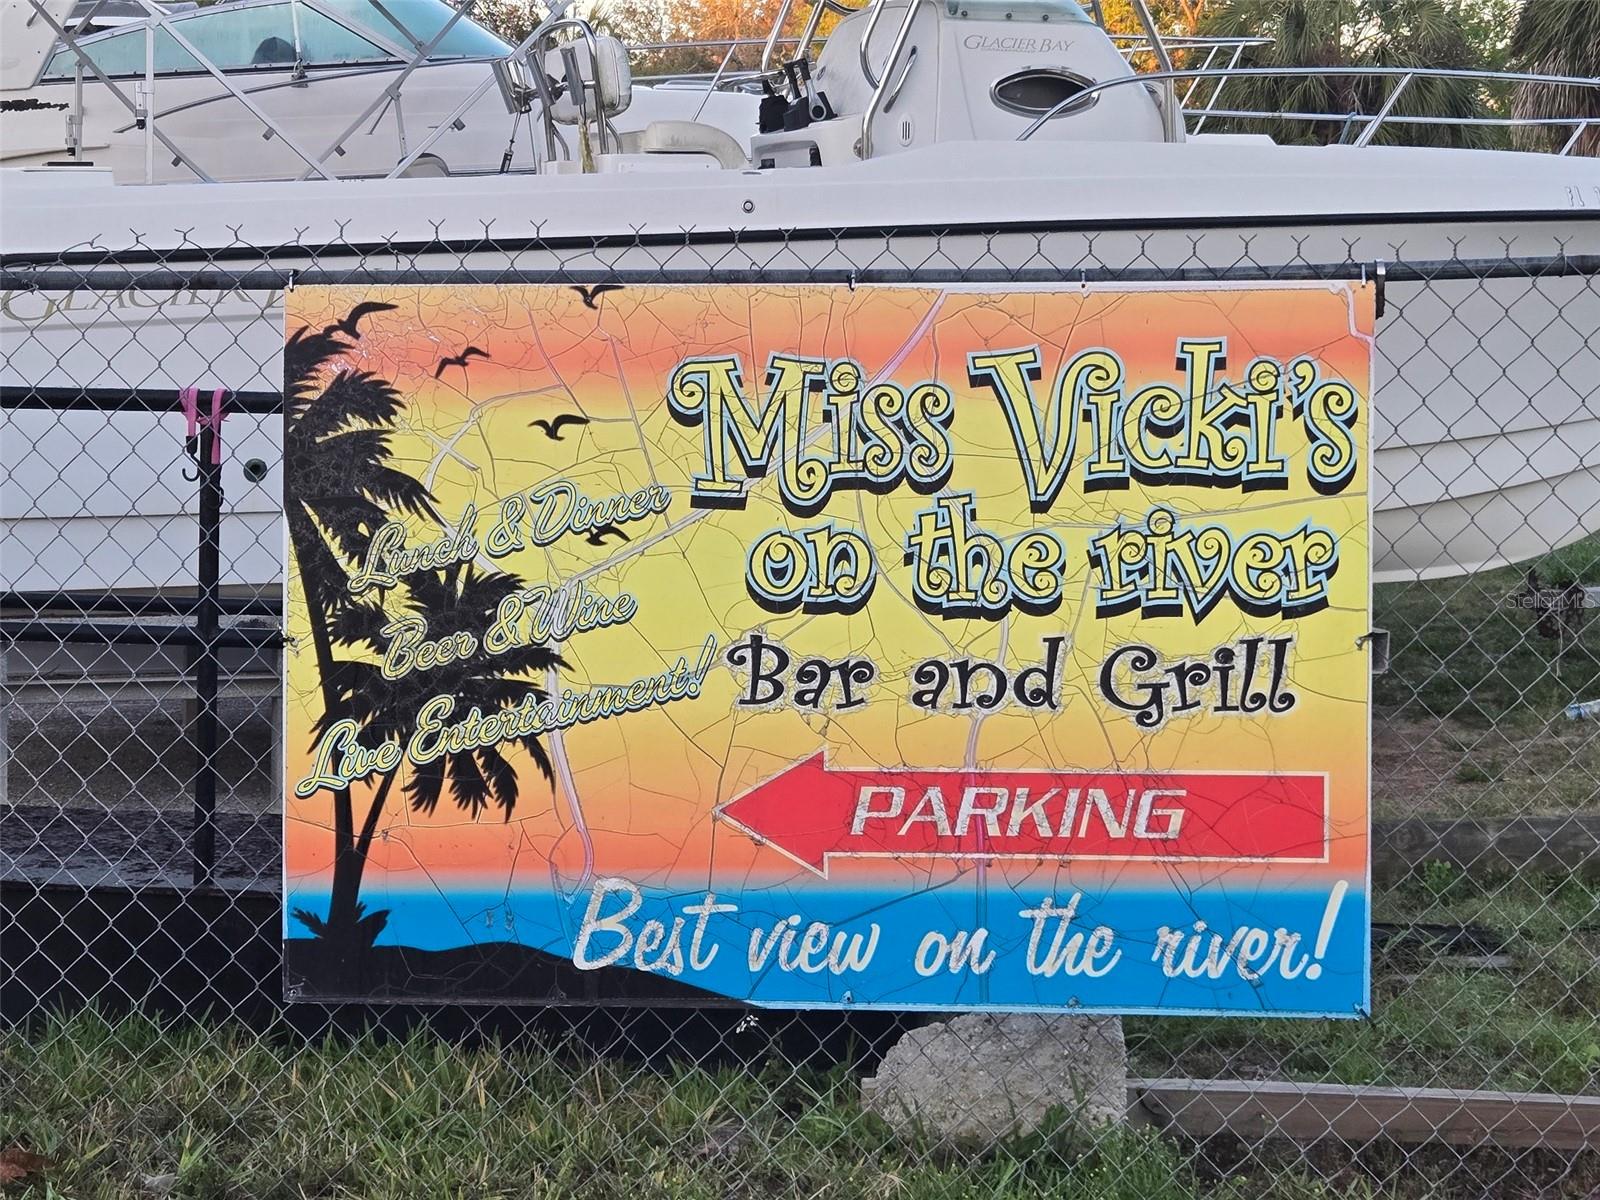 GLACIER BAY
GLACIER
Miss Vicki's
on the river
Bar and Grill
Lunch & Dinner
Beer & Wine
Live Entertainment!
PARKING
Best view on the river!
StellarMLS